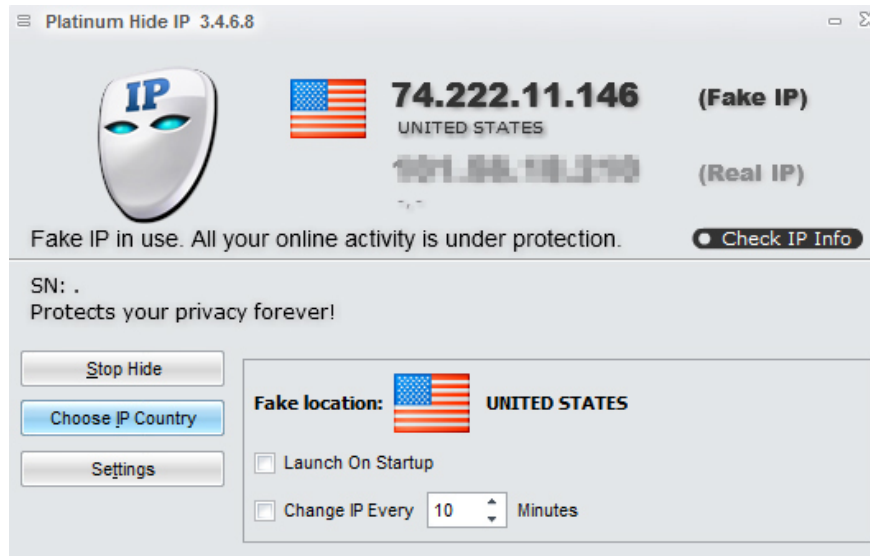 Platinum Hide IP 3.4.6.8
IP
74.222.11.146 (Fake IP)
UNITED STATES
(Real IP)
-,-
Fake IP in use. All your online activity is under protection.
Check IP Info
SN: .
Protects your privacy forever!
Stop Hide
Choose IP Country
Settings
Fake location: UNITED STATES
Launch On Startup
Change IP Every 10 Minutes